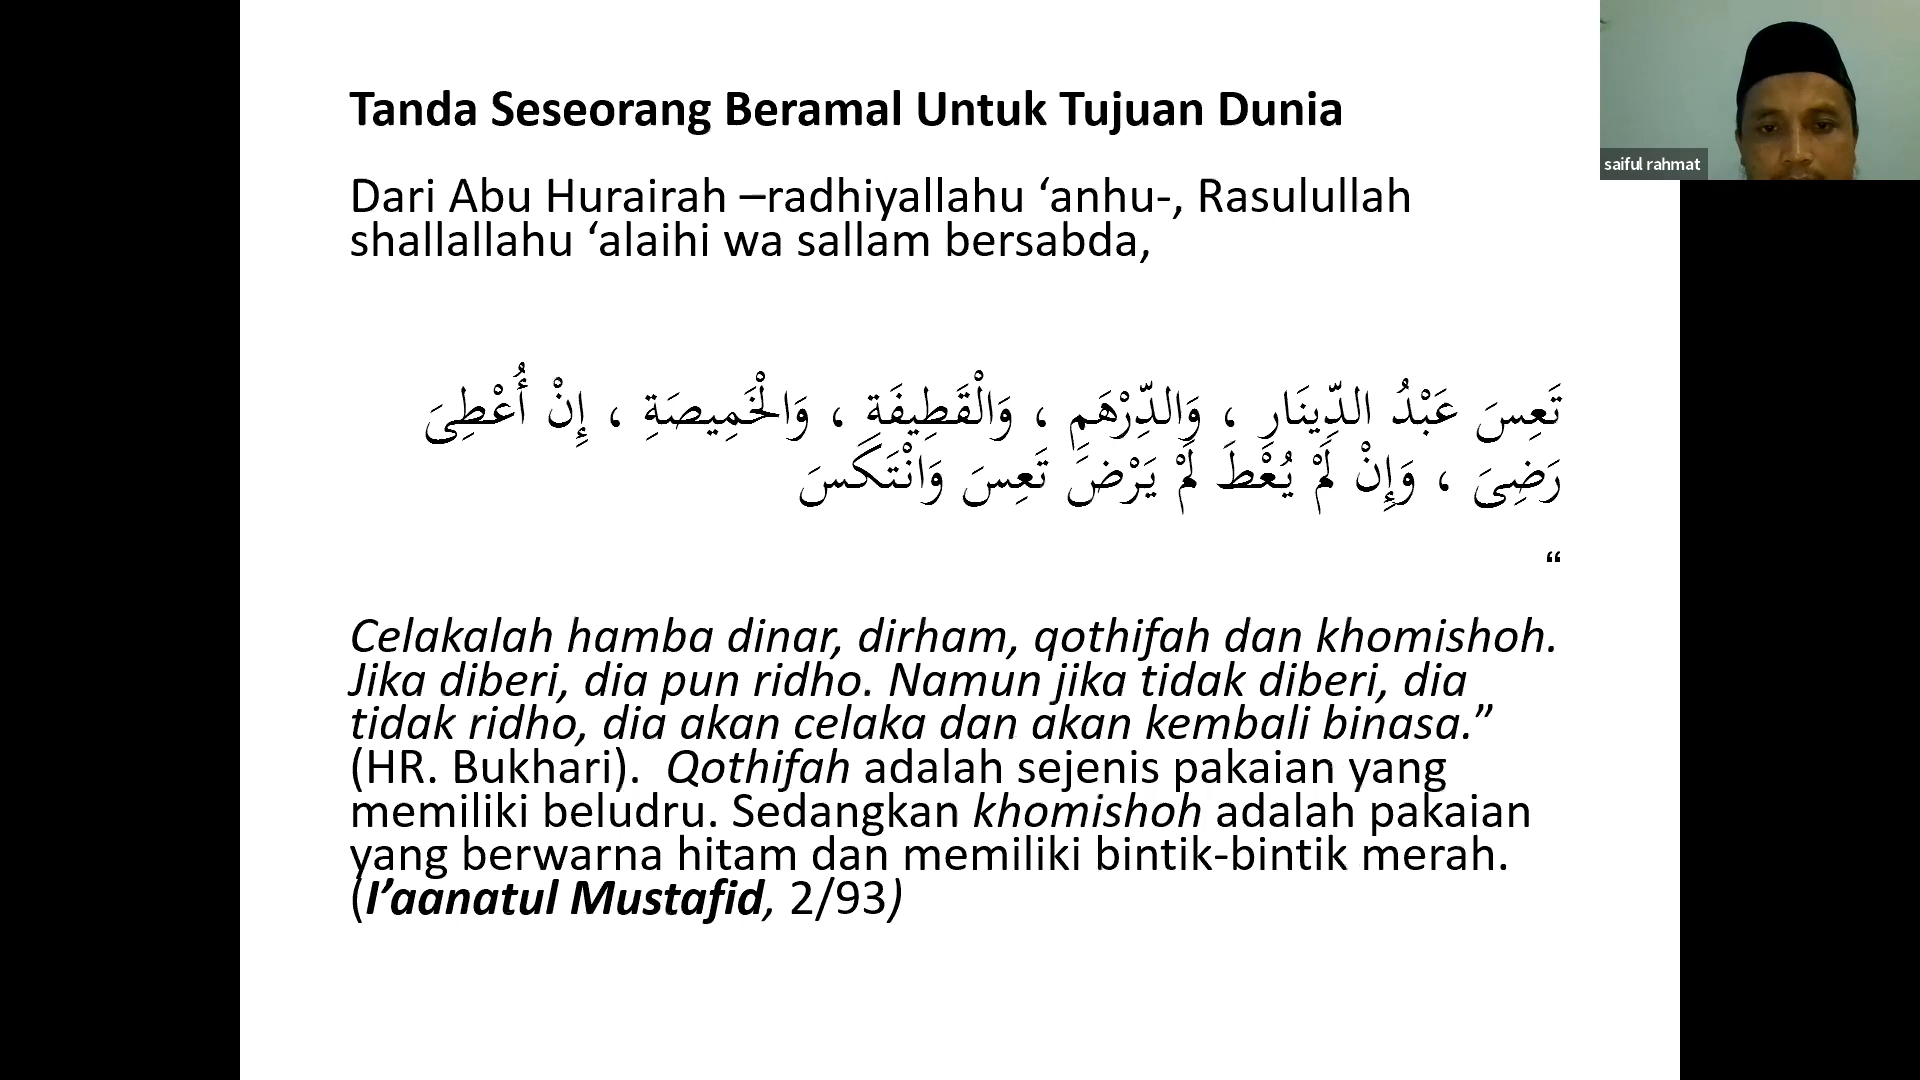 Tanda Seseorang Beramal Untuk Tujuan Dunia
saiful rahmat
Dari Abu Hurairah –radhiyallahu ‘anhu-, Rasulullah
shallallahu ‘alaihi wa sallam bersabda,
تَعِسَ عَبْدُ الدِّينَارِ ، وَالدِّرْهَمِ ، وَالْقَطِيفَةِ ، وَالْخَمِيصَةِ ، إِنْ أُعْطِىَ
رَضِىَ ، وَإِنْ لَمْ يُعْطَ لَمْ يَرْضَ تَعِسَ وَانْتَكَسَ
“
Celakalah hamba dinar, dirham, qothifah dan khomishoh.
Jika diberi, dia pun ridho. Namun jika tidak diberi, dia
tidak ridho, dia akan celaka dan akan kembali binasa.”
(HR. Bukhari).  Qothifah adalah sejenis pakaian yang
memiliki beludru. Sedangkan khomishoh adalah pakaian
yang berwarna hitam dan memiliki bintik-bintik merah.
(I’aanatul Mustafid, 2/93)